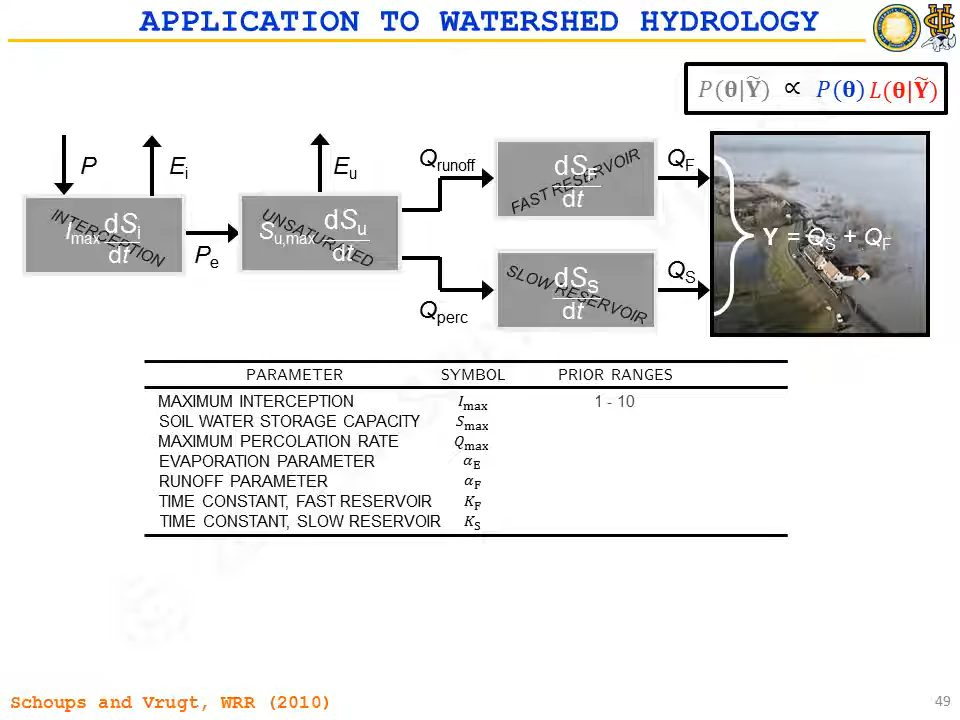 APPLICATION TO WATERSHED HYDROLOGY
P(θ|Ỹ) ∝ P(θ) L(θ|Ỹ)
P
Ei
Eu
Qrunoff
QF
INTERCEPTION
Imax dSi/dt
Pe
UNSATURATED
Su,max dSu/dt
FAST RESERVOIR
dSF/dt
Y = QS + QF
Qperc
SLOW RESERVOIR
dSS/dt
QS
PARAMETER SYMBOL PRIOR RANGES
MAXIMUM INTERCEPTION Imax 1 - 10
SOIL WATER STORAGE CAPACITY Smax
MAXIMUM PERCOLATION RATE Qmax
EVAPORATION PARAMETER αE
RUNOFF PARAMETER αF
TIME CONSTANT, FAST RESERVOIR KF
TIME CONSTANT, SLOW RESERVOIR KS
Schoups and Vrugt, WRR (2010)
49